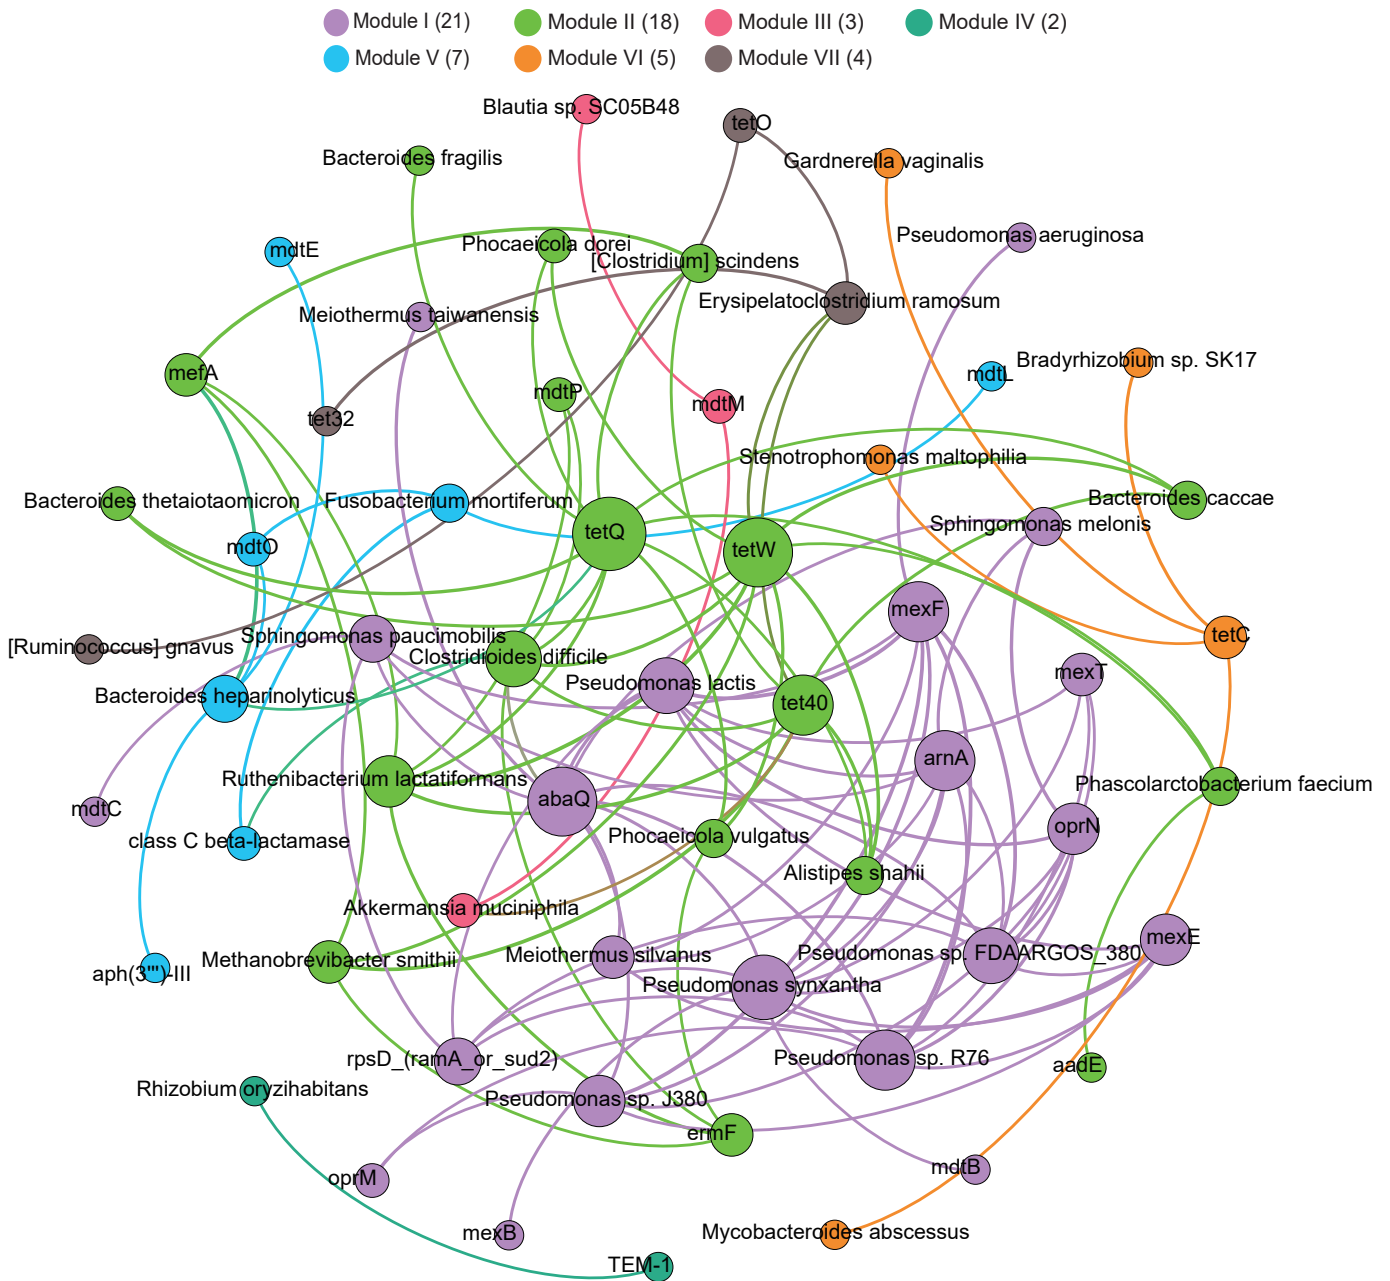 Module I (21)
Module II (18)
Module III (3)
Module IV (2)
Module V (7)
Module VI (5)
Module VII (4)
Blautia sp. SC05B48
tetO
Bacteroides fragilis
Gardnerella vaginalis
Pseudomonas aeruginosa
Phocaeicola dorei
mdtE
[Clostridium] scindens
Erysipelatoclostridium ramosum
Meiothermus taiwanensis
Bradyrhizobium sp. SK17
mefA
mdtL
mdtP
mdtM
tet32
Stenotrophomonas maltophilia
Bacteroides thetaiotaomicron
Fusobacterium mortiferum
Bacteroides caccae
Sphingomonas melonis
tetQ
tetW
mdtO
mexF
tetC
Sphingomonas paucimobilis
[Ruminococcus] gnavus
Clostridioides difficile
mexT
Pseudomonas lactis
Bacteroides heparinolyticus
tet40
arnA
Ruthenibacterium lactatiformans
Phascolarctobacterium faecium
abaQ
mdtC
oprN
Phocaeicola vulgatus
class C beta-lactamase
Alistipes shahii
Akkermansia muciniphila
mexE
Meiothermus silvanus
Pseudomonas sp. FDAARGOS_380
Methanobrevibacter smithii
aph(3''')-III
Pseudomonas synxantha
rpsD_(ramA_or_sud2)
Pseudomonas sp. R76
aadE
Rhizobium oryzihabitans
Pseudomonas sp. J380
ermF
mdtB
oprM
mexB
Mycobacteroides abscessus
TEM-1